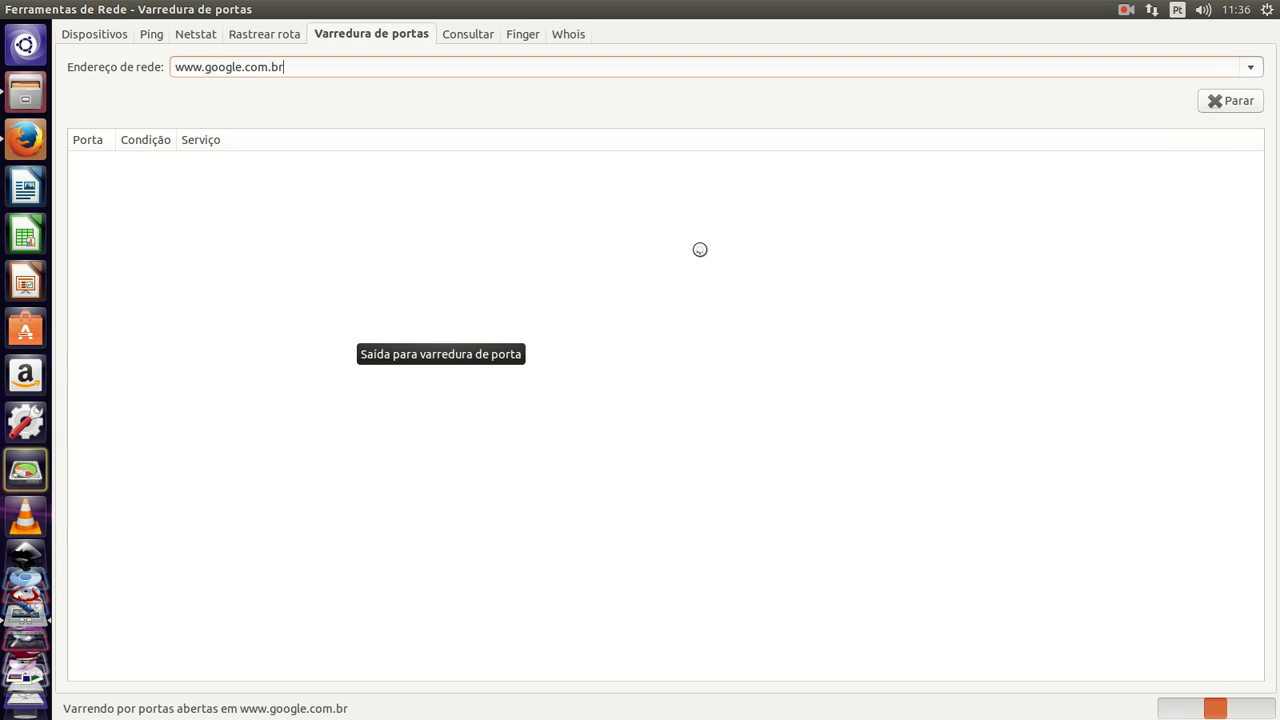 Ferramentas de Rede - Varredura de portas
Pt
11:36
Dispositivos Ping Netstat Rastrear rota Varredura de portas Consultar Finger Whois
Endereço de rede: www.google.com.br
Parar
Porta Condição Serviço
Saída para varredura de porta
Varrendo por portas abertas em www.google.com.br